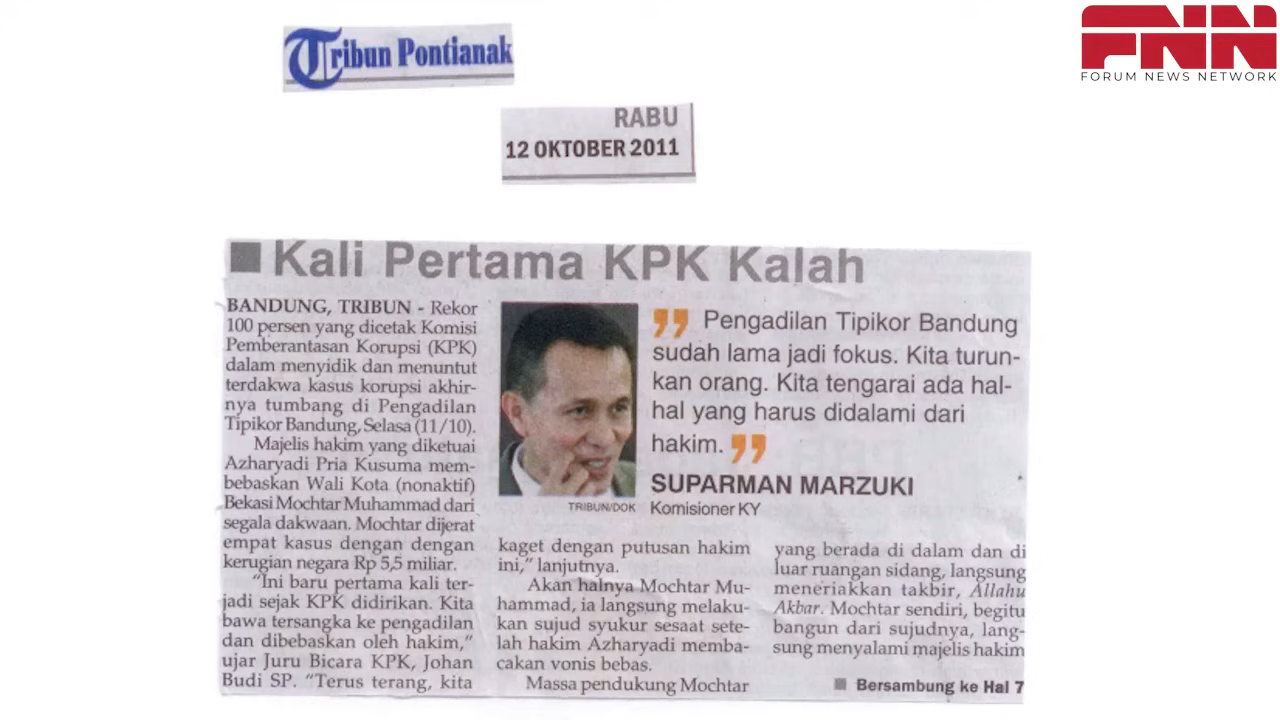 Tribun Pontianak
FNN
FORUM NEWS NETWORK
RABU
12 OKTOBER 2011
Kali Pertama KPK Kalah
BANDUNG, TRIBUN - Rekor
100 persen yang dicetak Komisi
Pemberantasan Korupsi (KPK)
dalam menyidik dan menuntut
terdakwa kasus korupsi akhir-
nya tumbang di Pengadilan
Tipikor Bandung, Selasa (11/10).
Majelis hakim yang diketuai
Azharyadi Pria Kusuma mem-
bebaskan Wali Kota (nonaktif)
Bekasi Mochtar Muhammad dari
segala dakwaan. Mochtar dijerat
empat kasus dengan dengan
kerugian negara Rp 5,5 miliar.
"Ini baru pertama kali ter-
jadi sejak KPK didirikan. Kita
bawa tersangka ke pengadilan
dan dibebaskan oleh hakim,"
ujar Juru Bicara KPK, Johan
Budi SP. "Terus terang, kita
TRIBUN/DOK
" Pengadilan Tipikor Bandung
sudah lama jadi fokus. Kita turun-
kan orang. Kita tengarai ada hal-
hal yang harus didalami dari
hakim. "
SUPARMAN MARZUKI
Komisioner KY
kaget dengan putusan hakim
ini," lanjutnya.
Akan halnya Mochtar Mu-
hammad, ia langsung melaku-
kan sujud syukur sesaat sete-
lah hakim Azharyadi memba-
cakan vonis bebas.
Massa pendukung Mochtar
yang berada di dalam dan di
luar ruangan sidang, langsung
meneriakkan takbir, Allahu
Akbar. Mochtar sendiri, begitu
bangun dari sujudnya, lang-
sung menyalami majelis hakim
Bersambung ke Hal 7